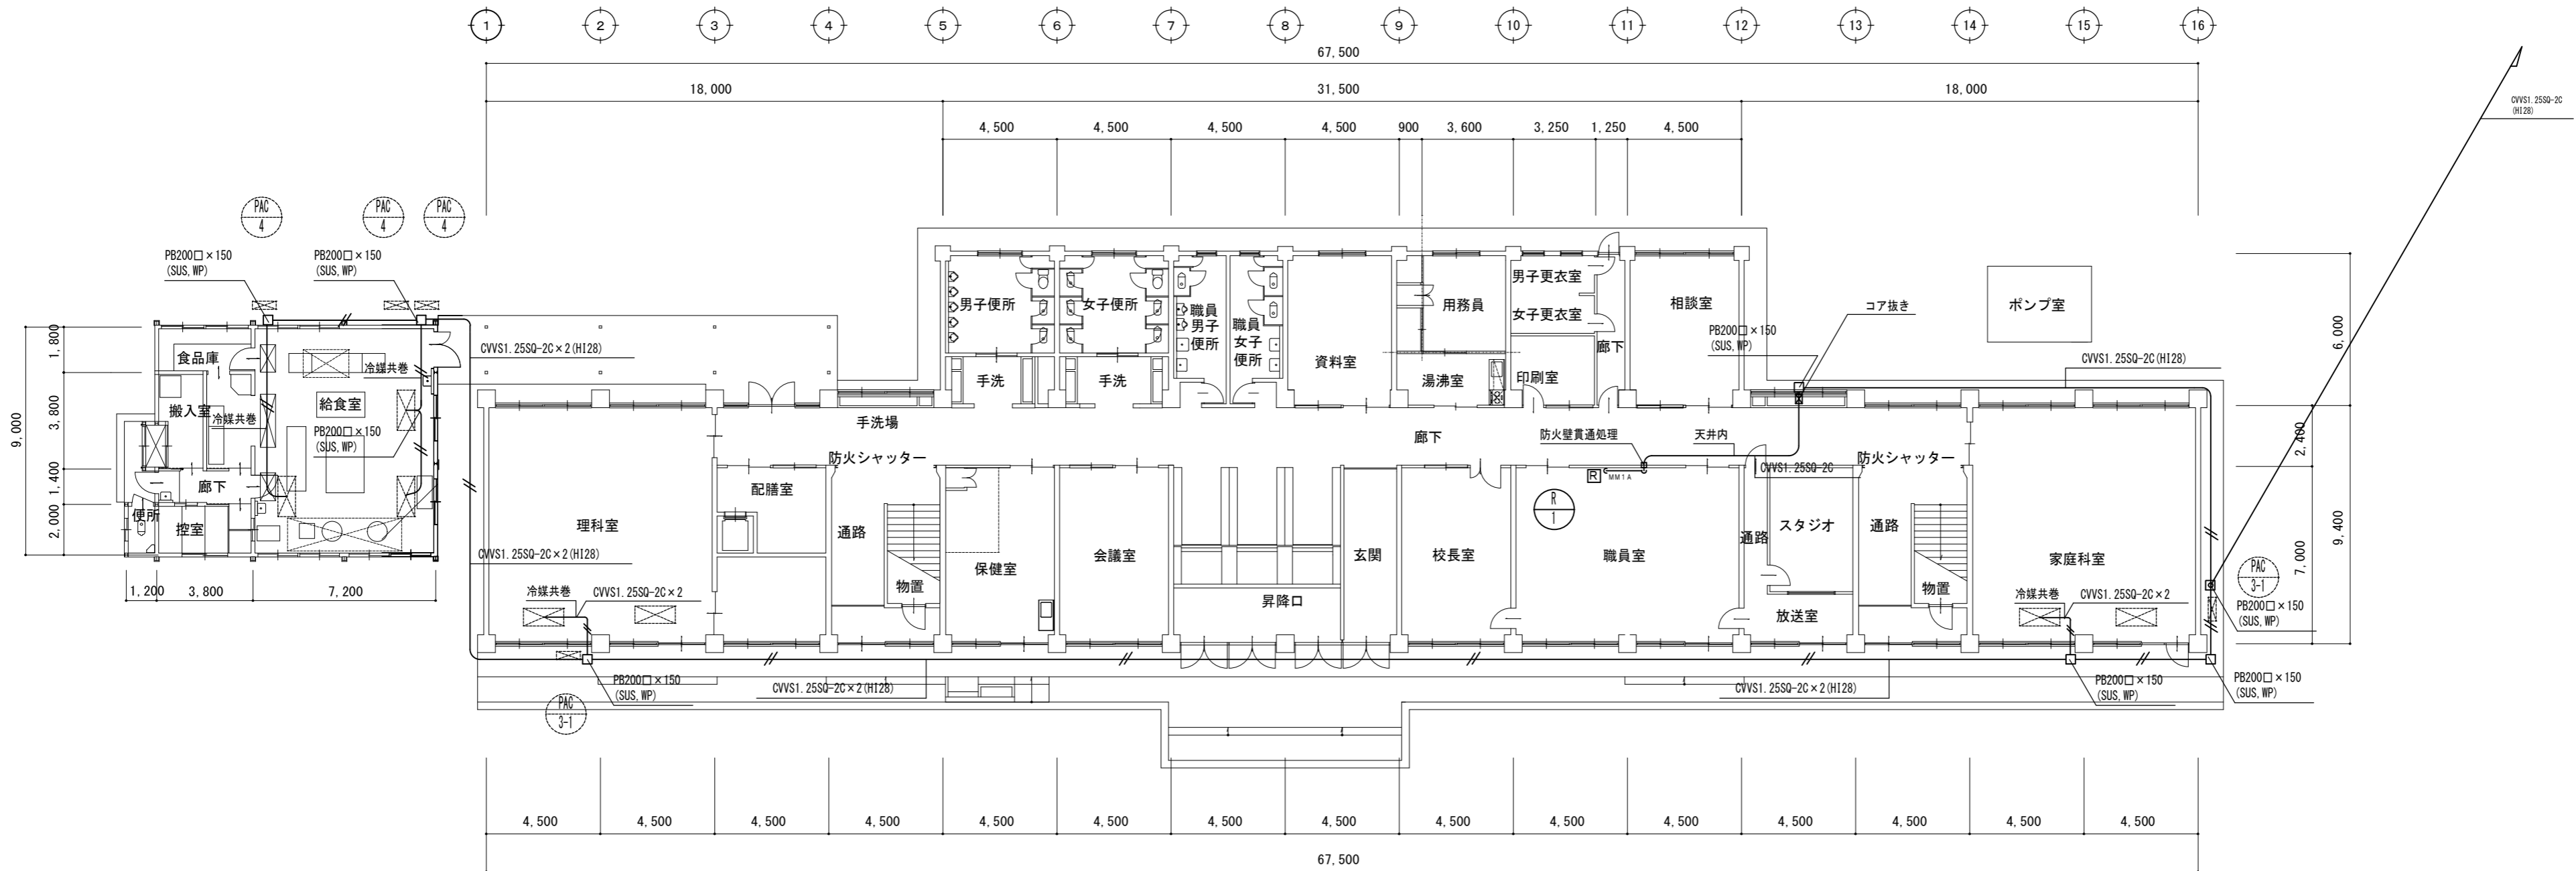 1 2 3 4 5 6 7 8 9 10 11 12 13 14 15 16
67,500
18,000 31,500 18,000
4,500 4,500 4,500 4,500 900 3,600 3,250 1,250 4,500
CVVS1.25SQ-2C
(HI28)
PAC
4
PAC
4
PAC
4
PB200□×150
(SUS,WP)
PB200□×150
(SUS,WP)
CVVS1.25SQ-2C×2(HI28)
食品庫
冷媒共巻
搬入室
冷媒共巻
給食室
PB200□×150
(SUS,WP)
廊下
便所
控室
1,800
3,800
1,400
2,000
9,000
1,200 3,800 7,200
男子便所
女子便所
職員
男子
便所
職員
女子
便所
資料室
用務員
湯沸室
男子更衣室
女子更衣室
印刷室
廊下
相談室
手洗
手洗
PB200□×150
(SUS,WP)
コア抜き
ポンプ室
CVVS1.25SQ-2C(HI28)
6,000
2,400
7,000
9,400
手洗場
防火シャッター
廊下
防火壁貫通処理
天井内
CVVS1.25SQ-2C
防火シャッター
R
MM1A
R
1
理科室
配膳室
通路
物置
保健室
会議室
昇降口
玄関
校長室
職員室
通路
スタジオ
放送室
通路
物置
家庭科室
CVVS1.25SQ-2C×2(HI28)
冷媒共巻
CVVS1.25SQ-2C×2
冷媒共巻
CVVS1.25SQ-2C×2
PAC
3-1
PB200□×150
(SUS,WP)
PB200□×150
(SUS,WP)
PAC
3-1
CVVS1.25SQ-2C×2(HI28)
CVVS1.25SQ-2C×2(HI28)
PB200□×150
(SUS,WP)
PB200□×150
(SUS,WP)
4,500 4,500 4,500 4,500 4,500 4,500 4,500 4,500 4,500 4,500 4,500 4,500 4,500 4,500 4,500
67,500